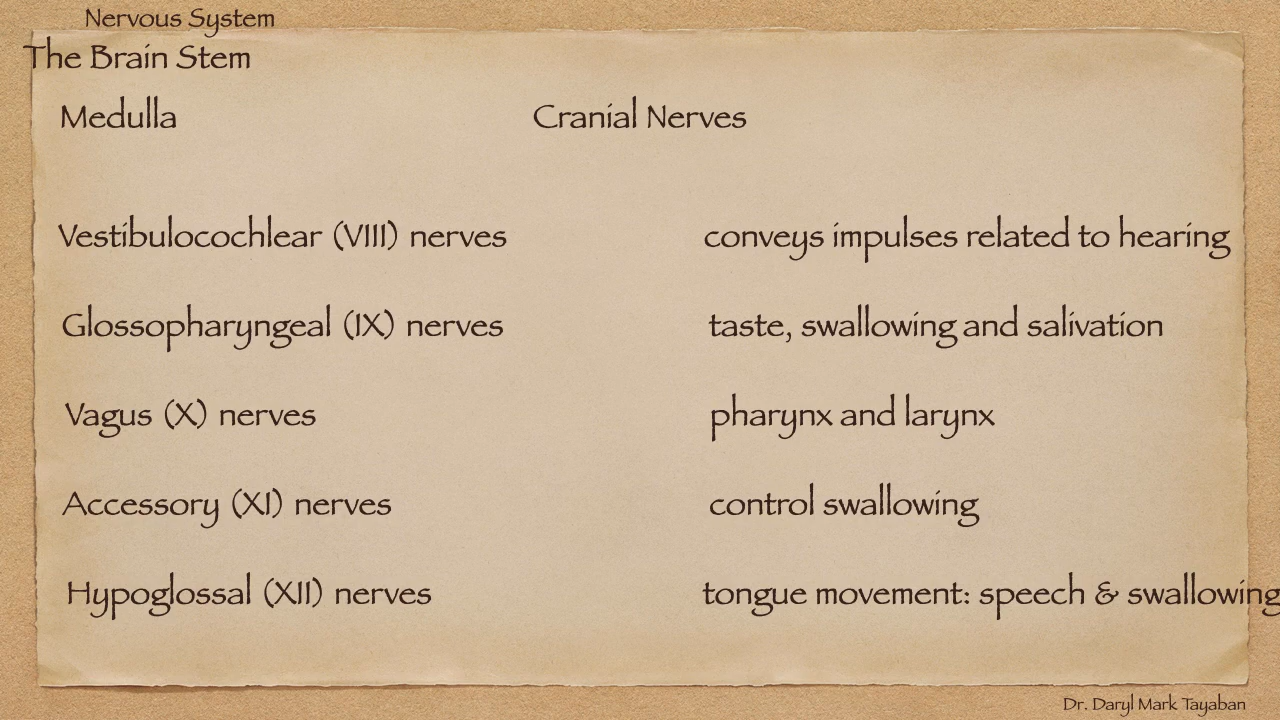 Nervous System
The Brain Stem
Medulla Cranial Nerves
Vestibulocochlear (VIII) nerves conveys impulses related to hearing
Glossopharyngeal (IX) nerves taste, swallowing and salivation
Vagus (X) nerves pharynx and larynx
Accessory (XI) nerves control swallowing
Hypoglossal (XII) nerves tongue movement: speech & swallowing
Dr. Daryl Mark Tayaban